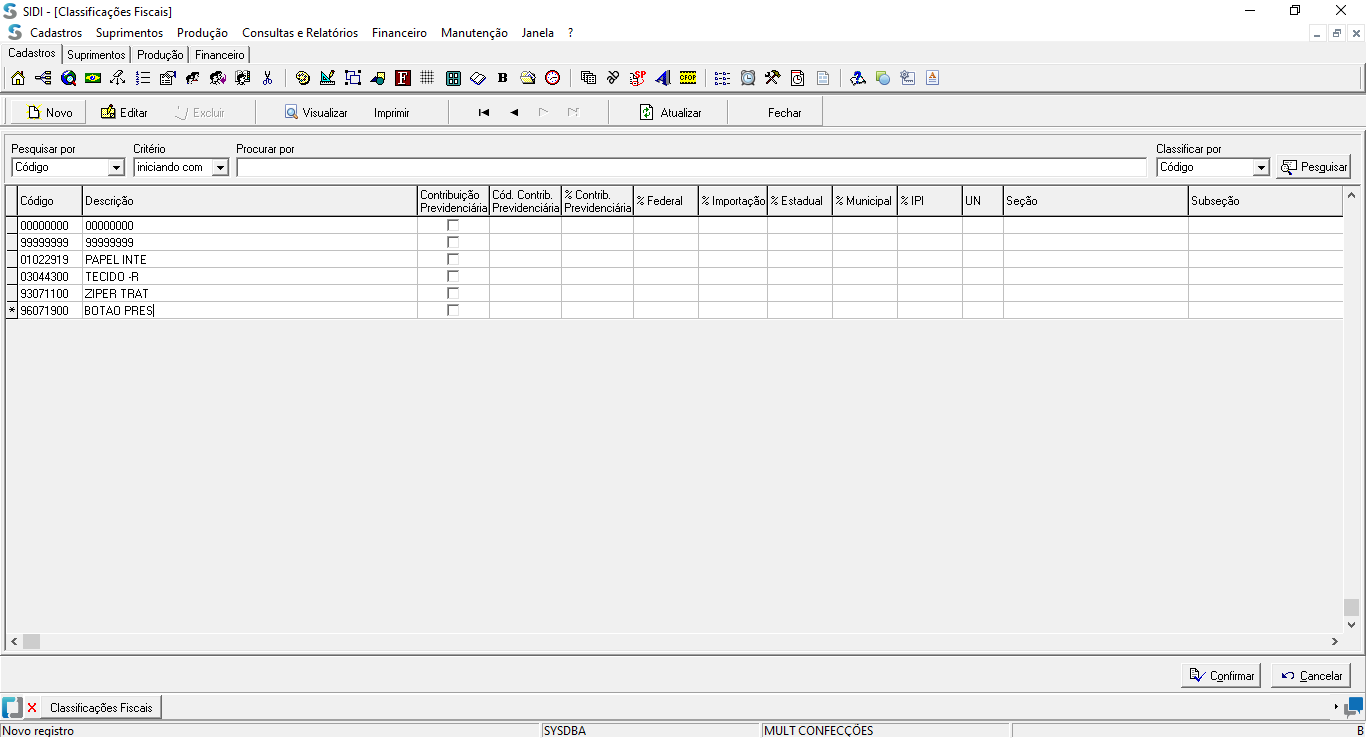 SIDI - [Classificações Fiscais]
Cadastros Suprimentos Produção Consultas e Relatórios Financeiro Manutenção Janela ?
Cadastros Suprimentos Produção Financeiro
F B SP CFOP
Novo Editar Excluir Visualizar Imprimir Atualizar Fechar
Pesquisar por Critério Procurar por Classificar por
Código iniciando com Código Pesquisar
Código Descrição Contribuição Previdenciária Cód. Contrib. Previdenciária % Contrib. Previdenciária % Federal % Importação % Estadual % Municipal % IPI UN Seção Subseção
00000000 00000000
99999999 99999999
01022919 PAPEL INTE
03044300 TECIDO -R
93071100 ZIPER TRAT
* 96071900 BOTAO PRES
Confirmar Cancelar
Classificações Fiscais
Novo registro SYSDBA MULT CONFECÇÕES B